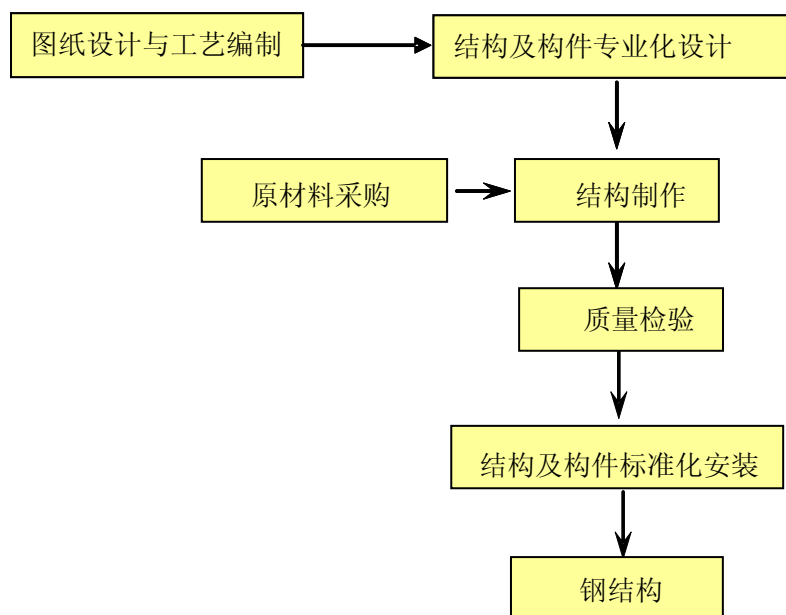 图纸设计与工艺编制
结构及构件专业化设计
原材料采购
结构制作
质量检验
结构及构件标准化安装
钢结构